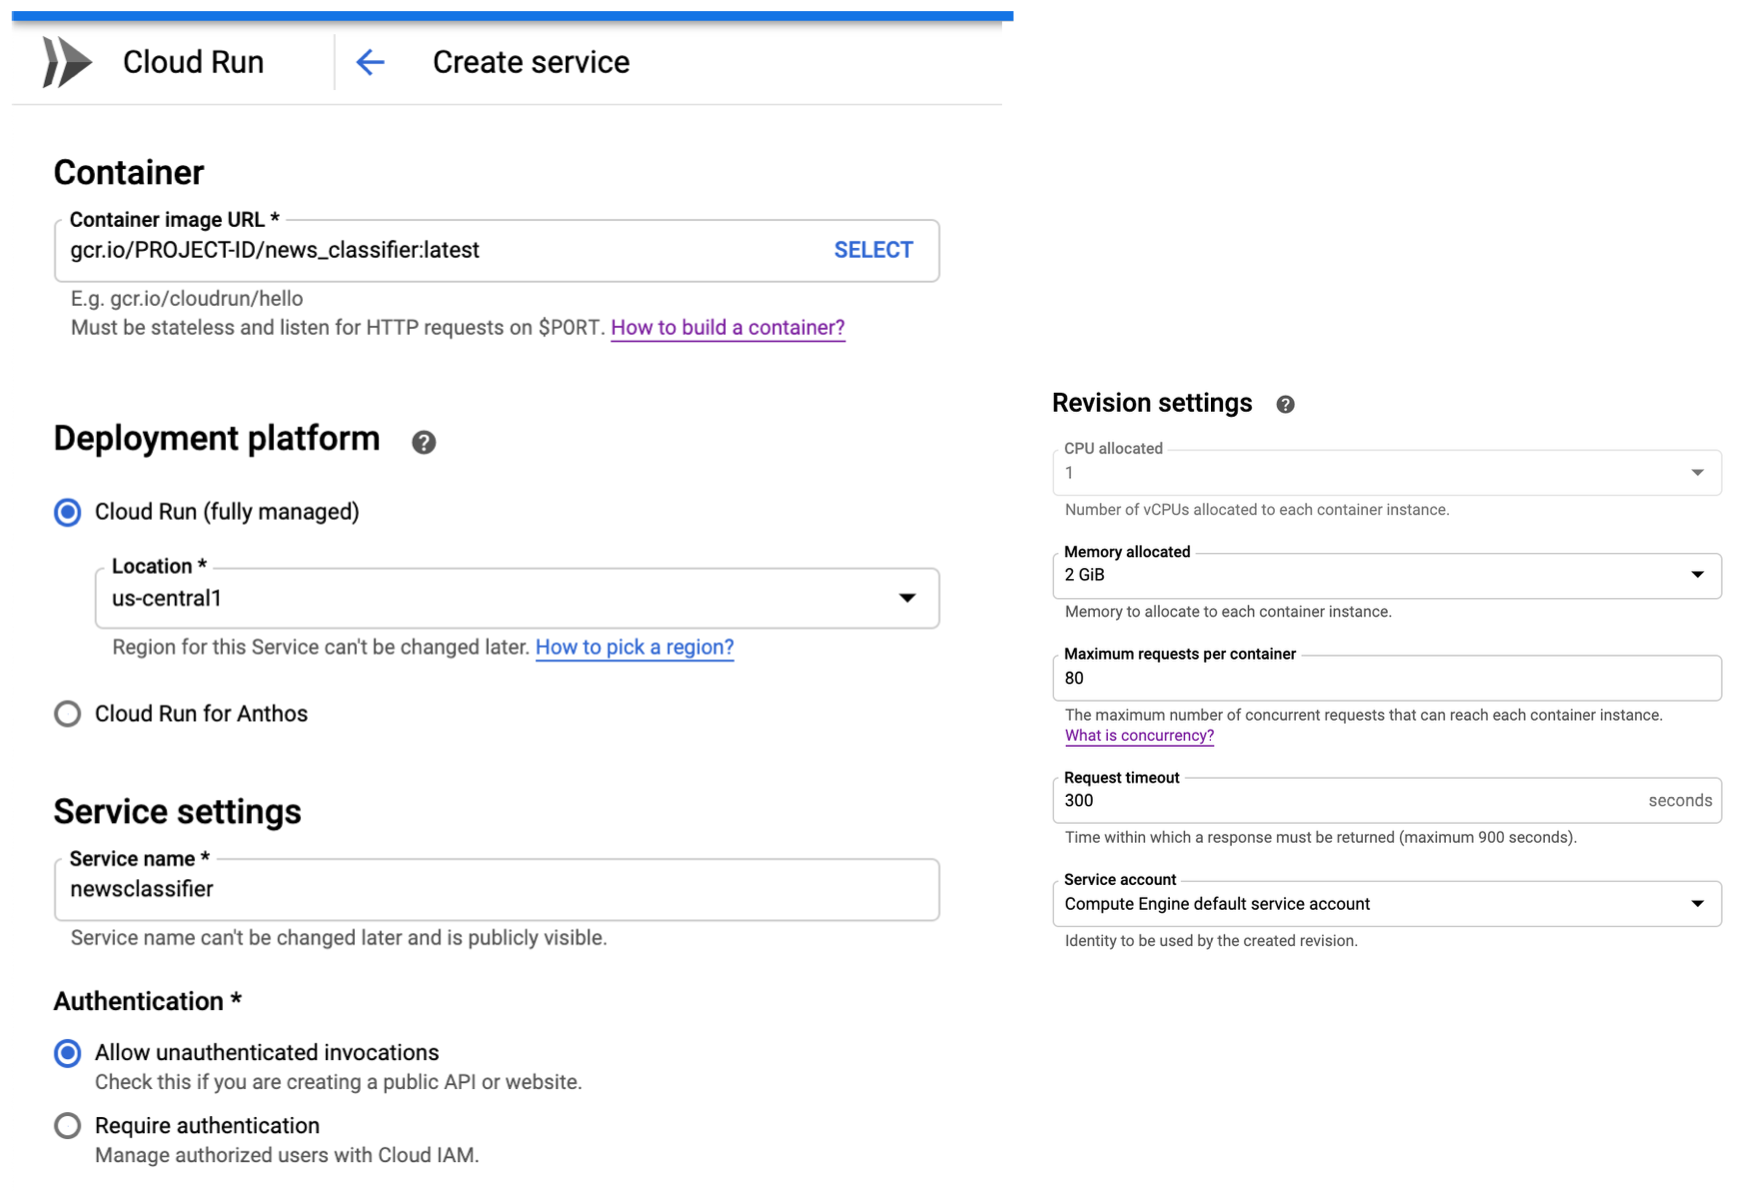 Cloud Run
Create service
Container
Container image URL *
gcr.io/PROJECT-ID/news_classifier:latest
SELECT
E.g. gcr.io/cloudrun/hello
Must be stateless and listen for HTTP requests on $PORT. How to build a container?
Deployment platform
Cloud Run (fully managed)
Location *
us-central1
Region for this Service can't be changed later. How to pick a region?
Cloud Run for Anthos
Service settings
Service name *
newsclassifier
Service name can't be changed later and is publicly visible.
Authentication *
Allow unauthenticated invocations
Check this if you are creating a public API or website.
Require authentication
Manage authorized users with Cloud IAM.
Revision settings
CPU allocated
1
Number of vCPUs allocated to each container instance.
Memory allocated
2 GiB
Memory to allocate to each container instance.
Maximum requests per container
80
The maximum number of concurrent requests that can reach each container instance.
What is concurrency?
Request timeout
300
seconds
Time within which a response must be returned (maximum 900 seconds).
Service account
Compute Engine default service account
Identity to be used by the created revision.